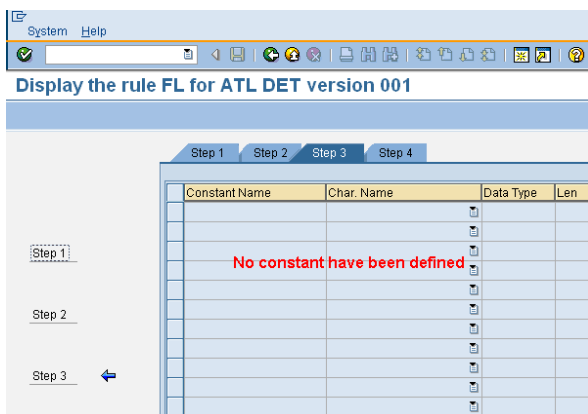 System Help
Display the rule FL for ATL DET version 001
Step 1 Step 2 Step 3 Step 4
Constant Name Char. Name Data Type Len
No constant have been defined
Step 1
Step 2
Step 3